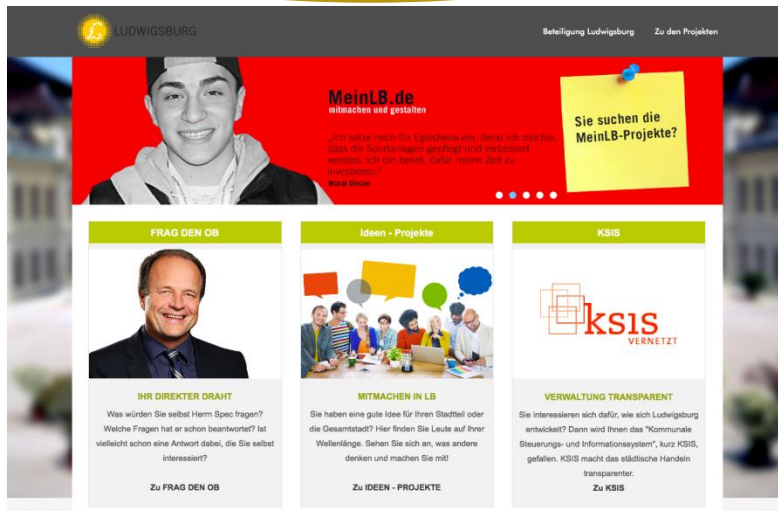 LUDWIGSBURG
Beteiligung Ludwigsburg
Zu den Projekten
MeinLB.de
mitmachen und gestalten
„Ich setze mich für Eglosheim ein, denn ich möchte,
dass die Sportanlagen gepflegt und verbessert
werden. Ich bin bereit, dafür meine Zeit zu
investieren."
Sie suchen die
MeinLB-Projekte?
FRAG DEN OB
IHR DIREKTER DRAHT
Was würden Sie selbst Herrn Spec fragen?
Welche Fragen hat er schon beantwortet? Ist
vielleicht schon eine Antwort dabei, die Sie selbst
interessiert?
Zu FRAG DEN OB
Ideen - Projekte
MITMACHEN IN LB
Sie haben eine gute Idee für Ihren Stadtteil oder
die Gesamtstadt? Hier finden Sie Leute auf Ihrer
Wellenlänge. Sehen Sie sich an, was andere
denken und machen Sie mit!
Zu IDEEN - PROJEKTE
KSIS
ksis
VERNETZT
VERWALTUNG TRANSPARENT
Sie interessieren sich dafür, wie sich Ludwigsburg
entwickelt? Dann wird Ihnen das "Kommunale
Steuerungs- und Informationssystem", kurz KSIS,
gefallen. KSIS macht das städtische Handeln
transparenter.
Zu KSIS